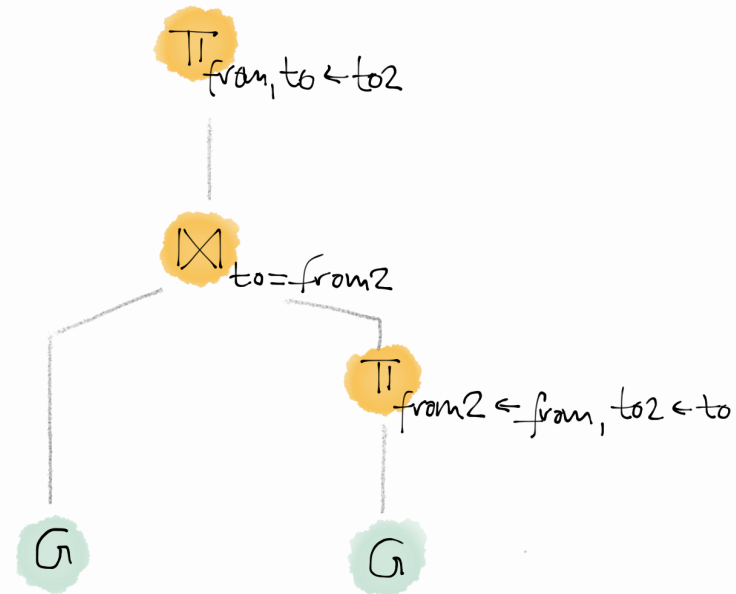 π from, to ← to2
⋈ to = from2
π from2 ← from, to2 ← to
G
G